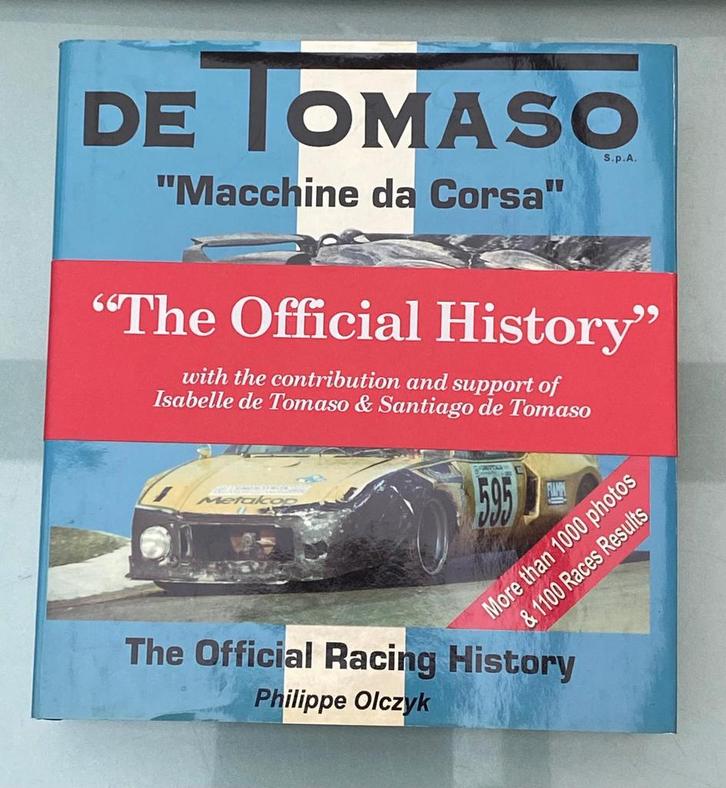 DE TOMASO
S.p.A.
"Macchine da Corsa"
“The Official History”
with the contribution and support of
Isabelle de Tomaso & Santiago de Tomaso
Metalcop
595
FIAMM
More than 1000 photos
& 1100 Races Results
The Official Racing History
Philippe Olczyk